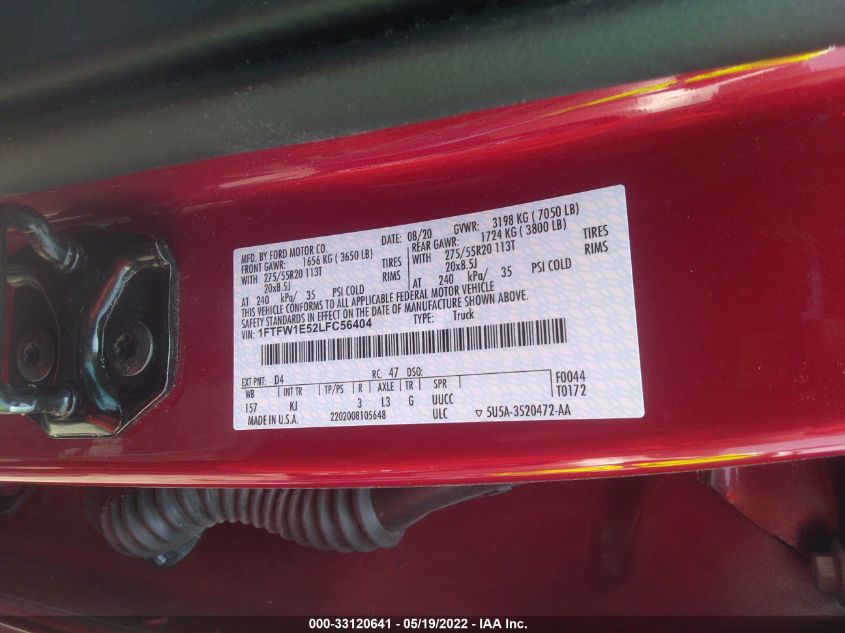 MFG. BY FORD MOTOR CO. DATE: 08/20 GVWR: 3198 KG ( 7050 LB)
FRONT GAWR: 1656 KG ( 3650 LB) REAR GAWR: 1724 KG ( 3800 LB)
WITH 275/55R20 113T TIRES WITH 275/55R20 113T TIRES
20x8.5J RIMS 20x8.5J RIMS
AT 240 kPa/ 35 PSI COLD AT 240 kPa/ 35 PSI COLD
THIS VEHICLE CONFORMS TO ALL APPLICABLE FEDERAL MOTOR VEHICLE
SAFETY STANDARDS IN EFFECT ON THE DATE OF MANUFACTURE SHOWN ABOVE.
VIN: 1FTFW1E52LFC56404 TYPE: Truck
EXT PNT: D4 RC: 47 DSO: F0044
WB INT TR TP/PS R AXLE TR SPR T0172
157 KJ 3 L3 G UUCC
MADE IN U.S.A. 2202008105648 ULC ▽ 5U5A-3520472-AA
000-33120641 - 05/19/2022 - IAA Inc.